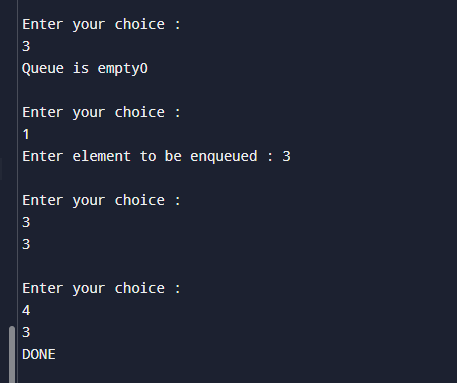 Enter your choice :
3
Queue is empty0
Enter your choice :
1
Enter element to be enqueued : 3
Enter your choice :
3
3
Enter your choice :
4
3
DONE